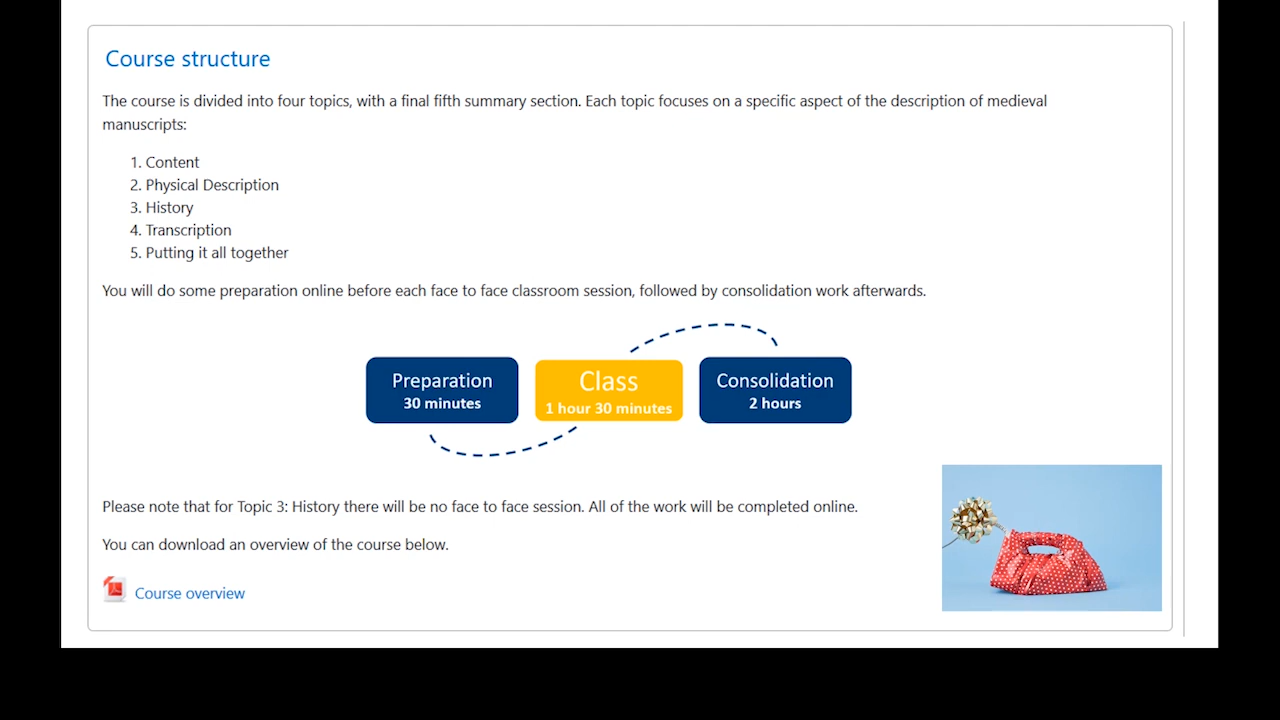 Course structure
The course is divided into four topics, with a final fifth summary section. Each topic focuses on a specific aspect of the description of medieval
manuscripts:
1. Content
2. Physical Description
3. History
4. Transcription
5. Putting it all together
You will do some preparation online before each face to face classroom session, followed by consolidation work afterwards.
Preparation
30 minutes
Class
1 hour 30 minutes
Consolidation
2 hours
Please note that for Topic 3: History there will be no face to face session. All of the work will be completed online.
You can download an overview of the course below.
Course overview